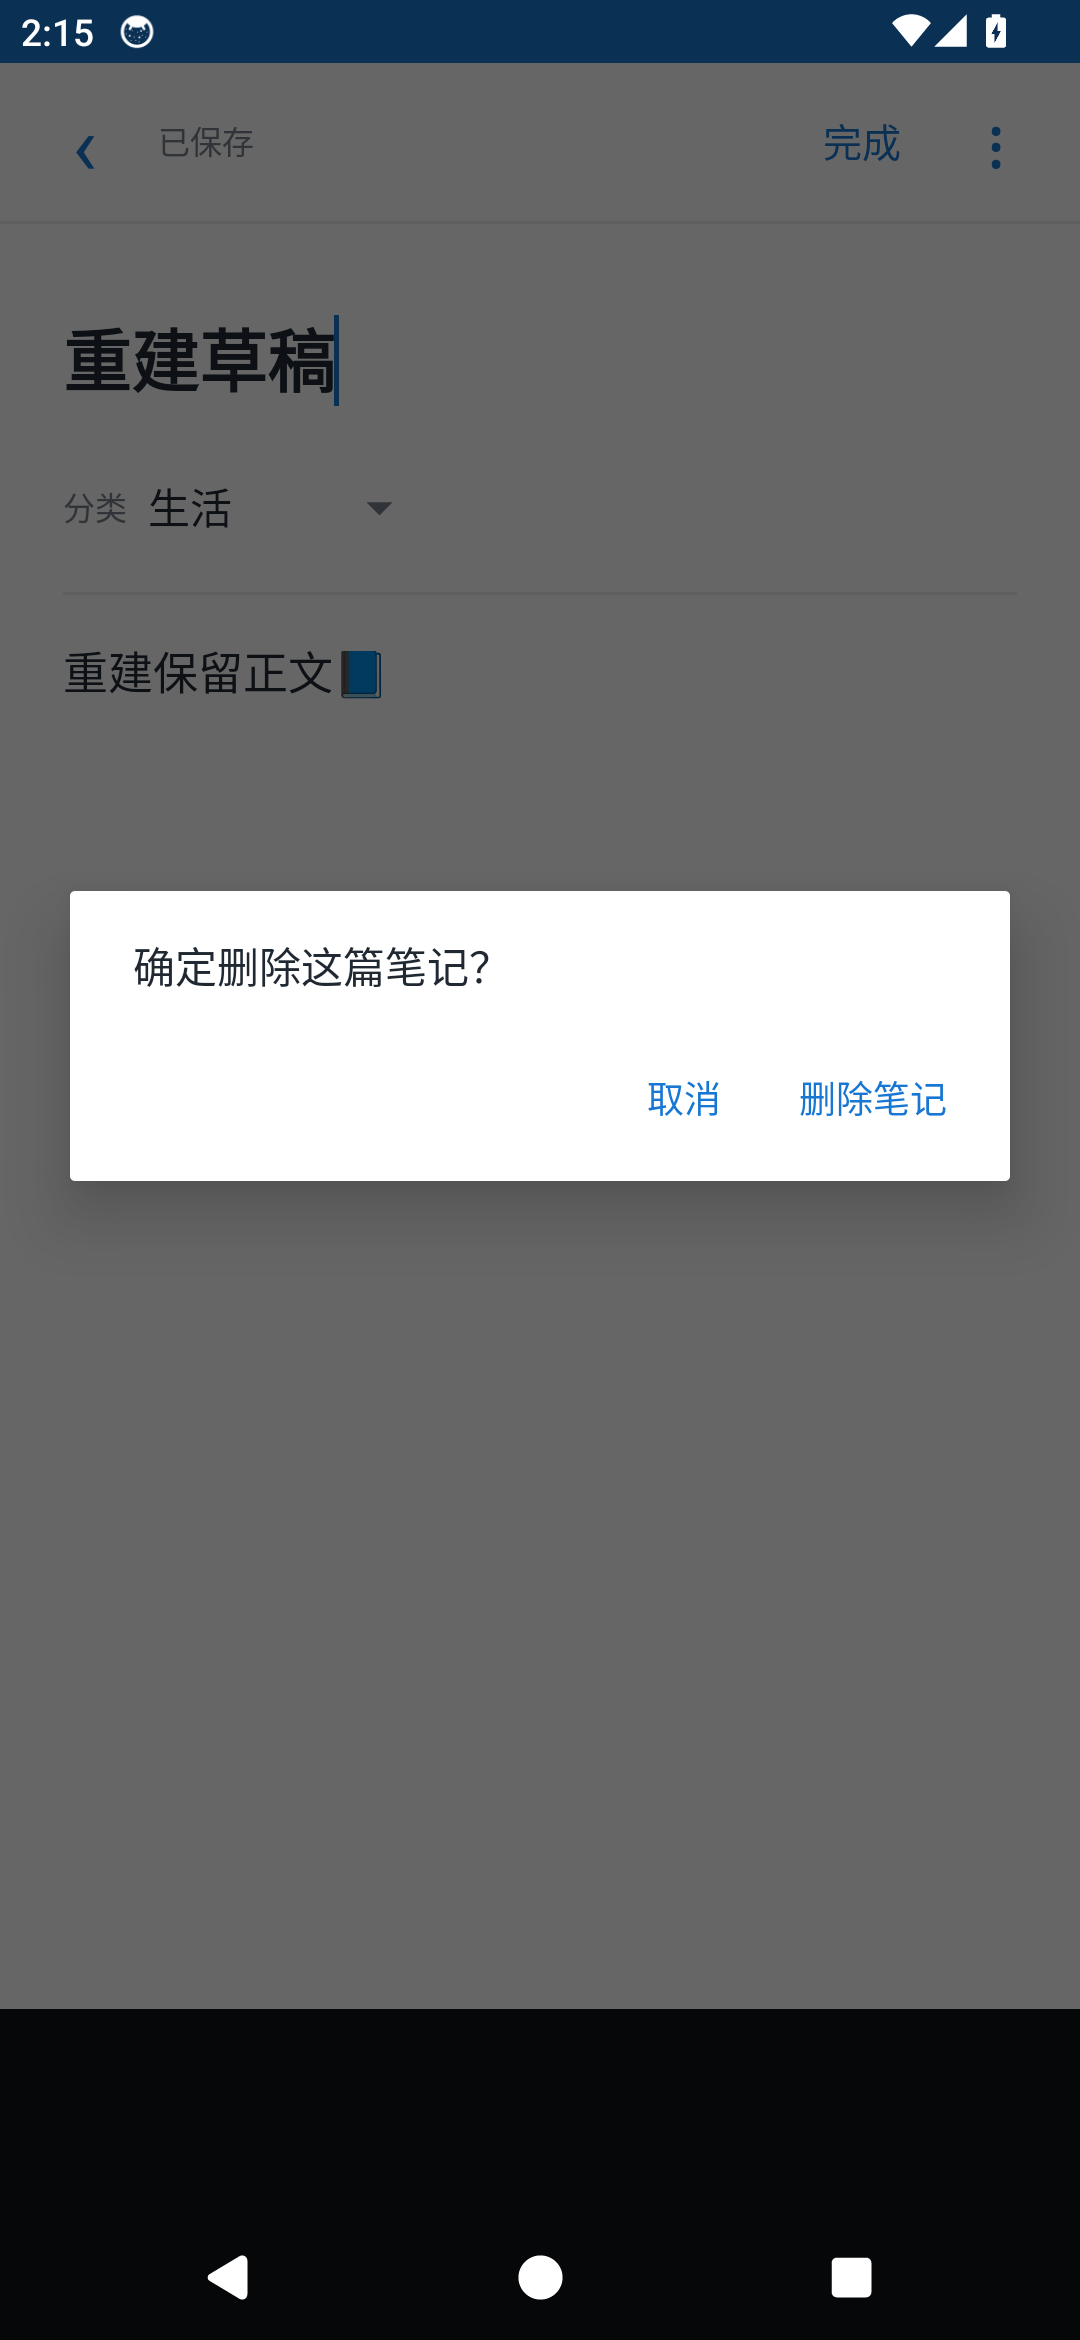 2:15
已保存
完成
重建草稿
分类 生活
重建保留正文📘
确定删除这篇笔记?
取消 删除笔记